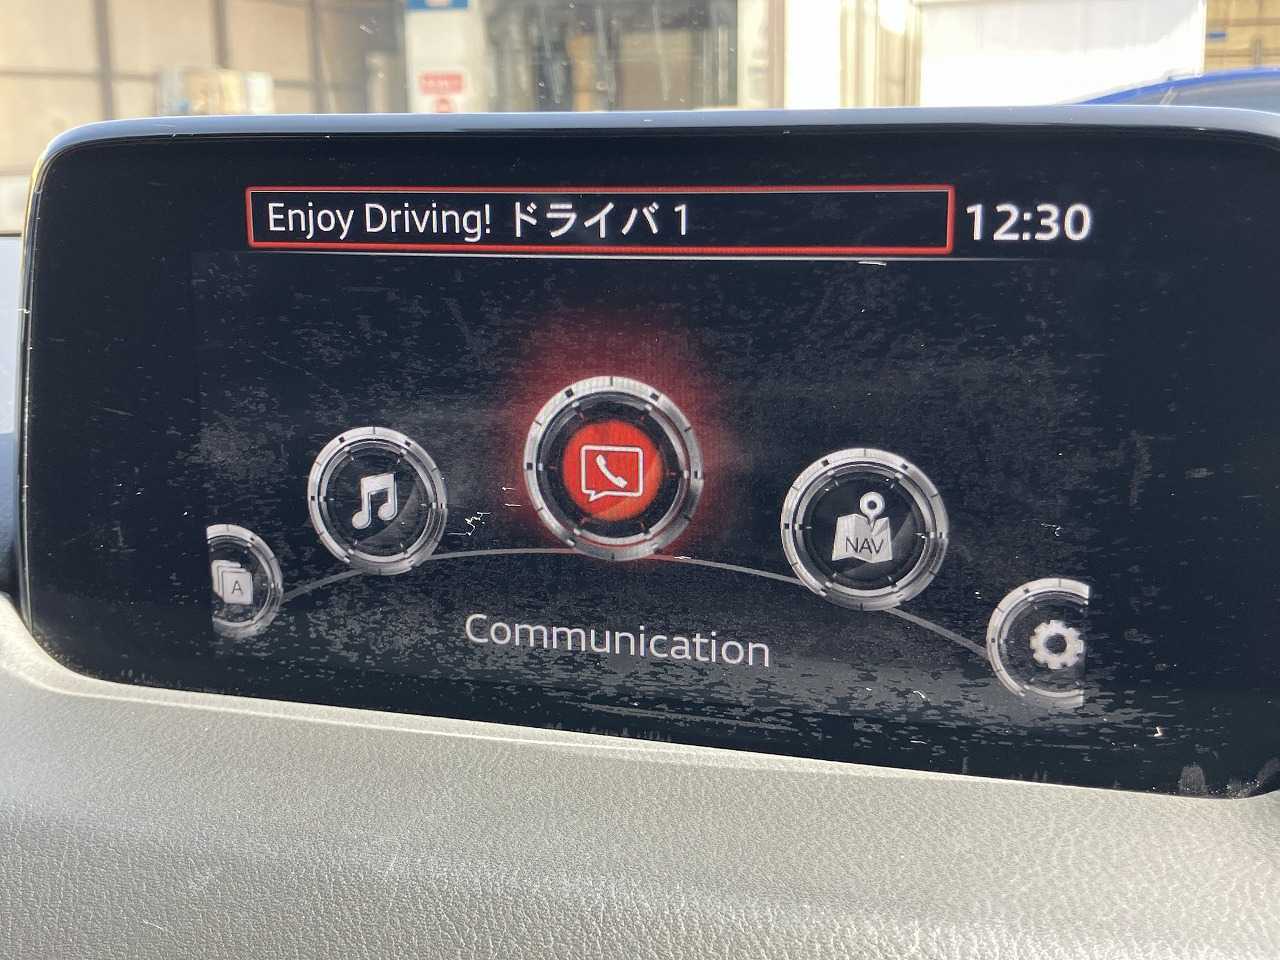 Enjoy Driving! ドライバ 1
12:30
NAV
A
Communication